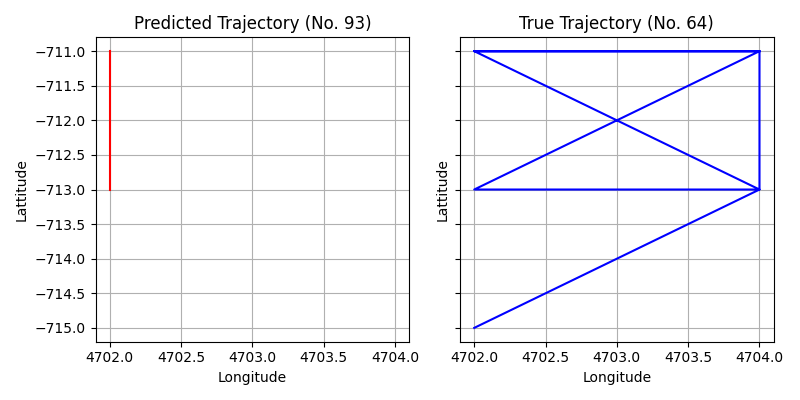 Predicted Trajectory (No. 93)
True Trajectory (No. 64)
Lattitude
−711.0
−711.5
−712.0
−712.5
−713.0
−713.5
−714.0
−714.5
−715.0
4702.0 4702.5 4703.0 4703.5 4704.0
Longitude
Lattitude
4702.0 4702.5 4703.0 4703.5 4704.0
Longitude